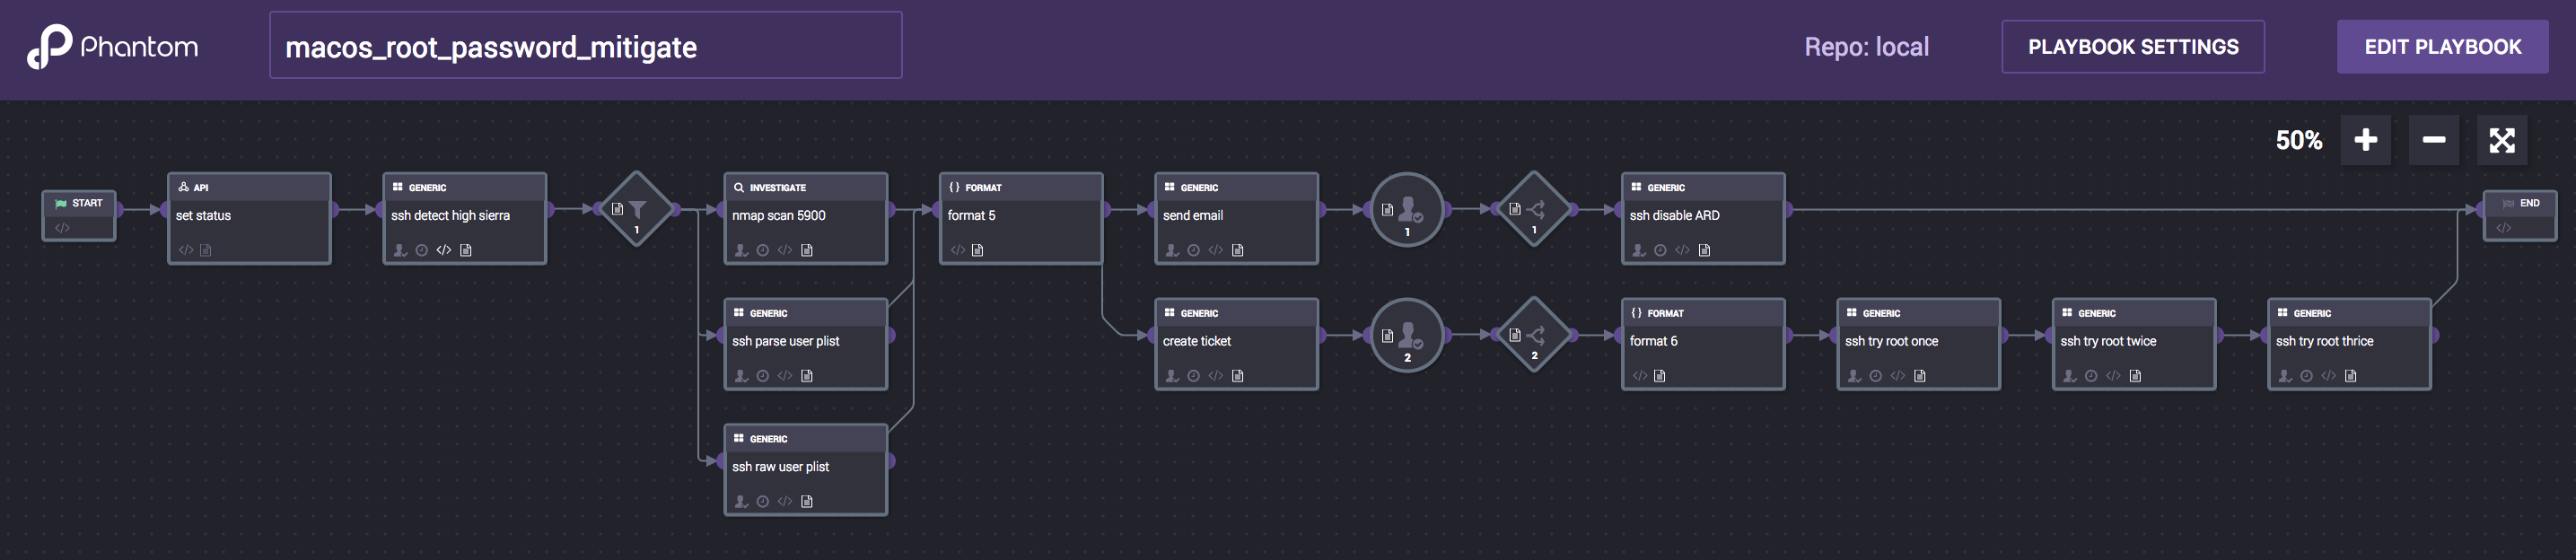 Phantom
macos_root_password_mitigate
Repo: local
PLAYBOOK SETTINGS
EDIT PLAYBOOK
50%
START
API
set status
GENERIC
ssh detect high sierra
1
INVESTIGATE
nmap scan 5900
GENERIC
ssh parse user plist
GENERIC
ssh raw user plist
FORMAT
format 5
GENERIC
send email
1
1
GENERIC
ssh disable ARD
END
GENERIC
create ticket
2
2
FORMAT
format 6
GENERIC
ssh try root once
GENERIC
ssh try root twice
GENERIC
ssh try root thrice